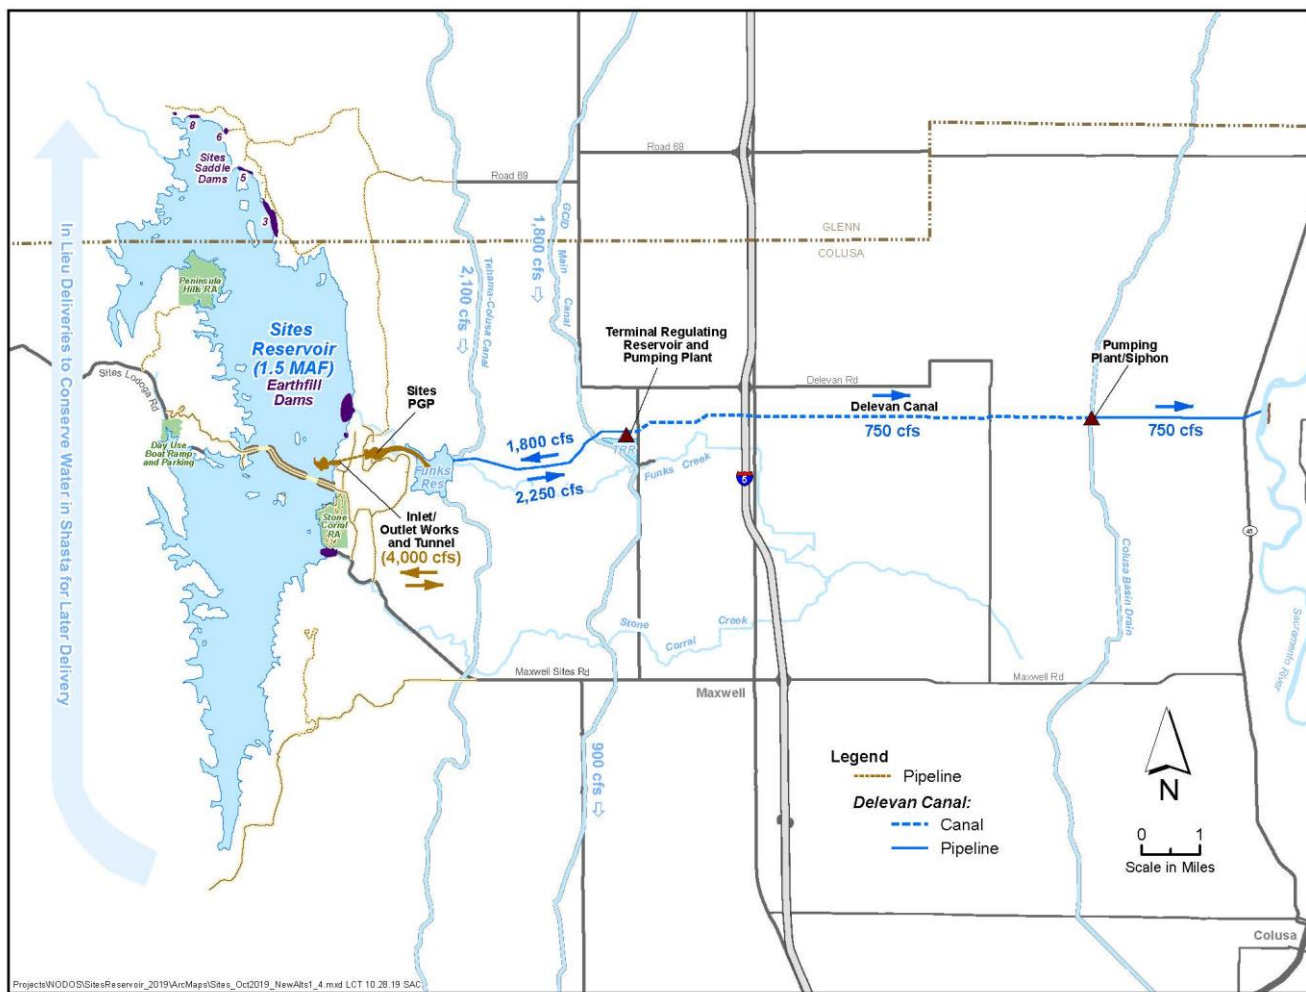 8
6
Sites
Saddle
Dams
5
3
Road 68
Road 69
GLENN
COLUSA
GCID Main Canal
1,800 cfs
Tehama-Colusa Canal
2,100 cfs
In Lieu Deliveries to Conserve Water in Shasta for Later Delivery
Peninsula
Hills RA
Sites
Reservoir
(1.5 MAF)
Earthfill
Dams
Terminal Regulating
Reservoir and
Pumping Plant
Pumping
Plant/Siphon
Sites Lodoga Rd
Sites
PGP
Delevan Rd
Delevan Canal
750 cfs
750 cfs
Day Use
Boat Ramp
and Parking
1,800 cfs
2,250 cfs
TRR
Funks
Res
Funks Creek
5
Stone
Corral
RA
Inlet/
Outlet Works
and Tunnel
(4,000 cfs)
45
Colusa Basin Drain
Sacramento River
Stone Corral Creek
Maxwell Sites Rd
Maxwell
Maxwell Rd
900 cfs
Legend
Pipeline
Delevan Canal:
Canal
Pipeline
N
0 1
Scale in Miles
Colusa
Projects\NODOS\SitesReservoir_2019\ArcMaps\Sites_Oct2019_NewAlts1_4.mxd LCT 10.28.19 SAC